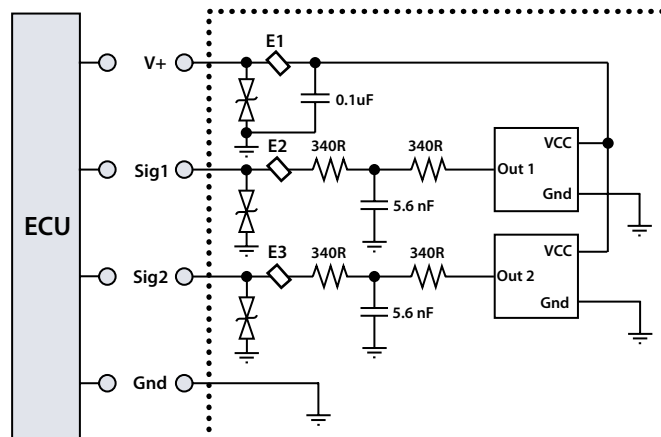 E1
V+
0.1uF
VCC
E2
340R
340R
Sig1
Out 1
5.6 nF
Gnd
ECU
E3
340R
340R
VCC
Sig2
Out 2
5.6 nF
Gnd
Gnd